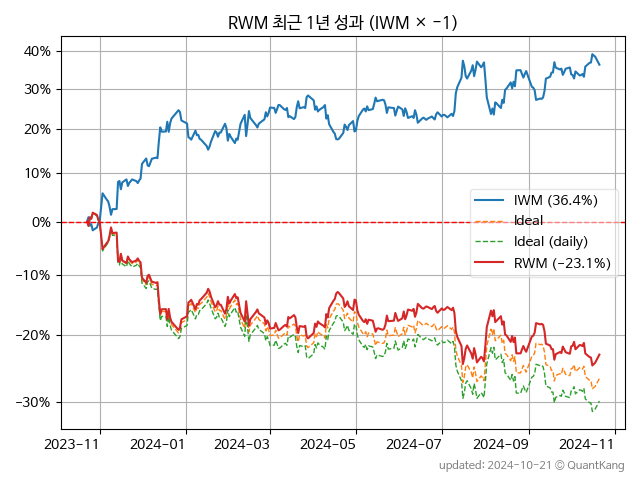 RWM 최근 1년 성과 (IWM × −1)
40%
30%
20%
10%
0%
−10%
−20%
−30%
IWM (36.4%)
Ideal
Ideal (daily)
RWM (−23.1%)
2023-11
2024-01
2024-03
2024-05
2024-07
2024-09
2024-11
updated: 2024-10-21 © QuantKang